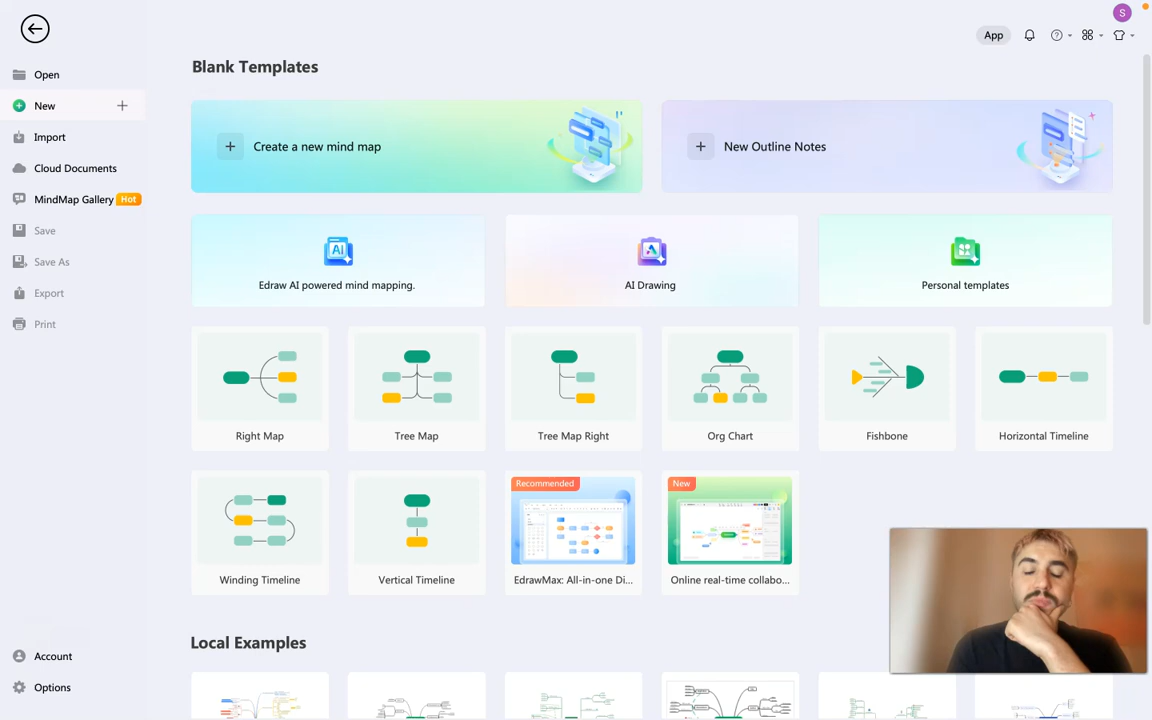 S
App
Open
New
Import
Cloud Documents
MindMap Gallery Hot
Save
Save As
Export
Print
Account
Options
Blank Templates
Create a new mind map
New Outline Notes
AI
Edraw AI powered mind mapping.
AI Drawing
Personal templates
Right Map
Tree Map
Tree Map Right
Org Chart
Fishbone
Horizontal Timeline
Winding Timeline
Vertical Timeline
Recommended
EdrawMax: All-in-one Di...
New
Online real-time collabo...
Local Examples